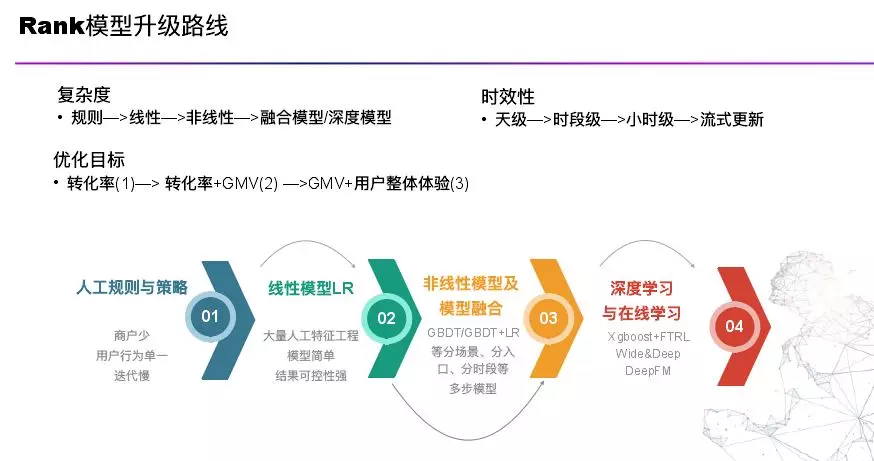 Rank模型升级路线
复杂度
• 规则—>线性—>非线性—>融合模型/深度模型
时效性
• 天级—>时段级—>小时级—>流式更新
优化目标
• 转化率(1)—> 转化率+GMV(2) —>GMV+用户整体体验(3)
人工规则与策略
商户少
用户行为单一
迭代慢
01
线性模型LR
大量人工特征工程
模型简单
结果可控性强
02
非线性模型及
模型融合
GBDT/GBDT+LR
等分场景、分入
口、分时段等
多步模型
03
深度学习
与在线学习
Xgboost+FTRL
Wide&Deep
DeepFM
04